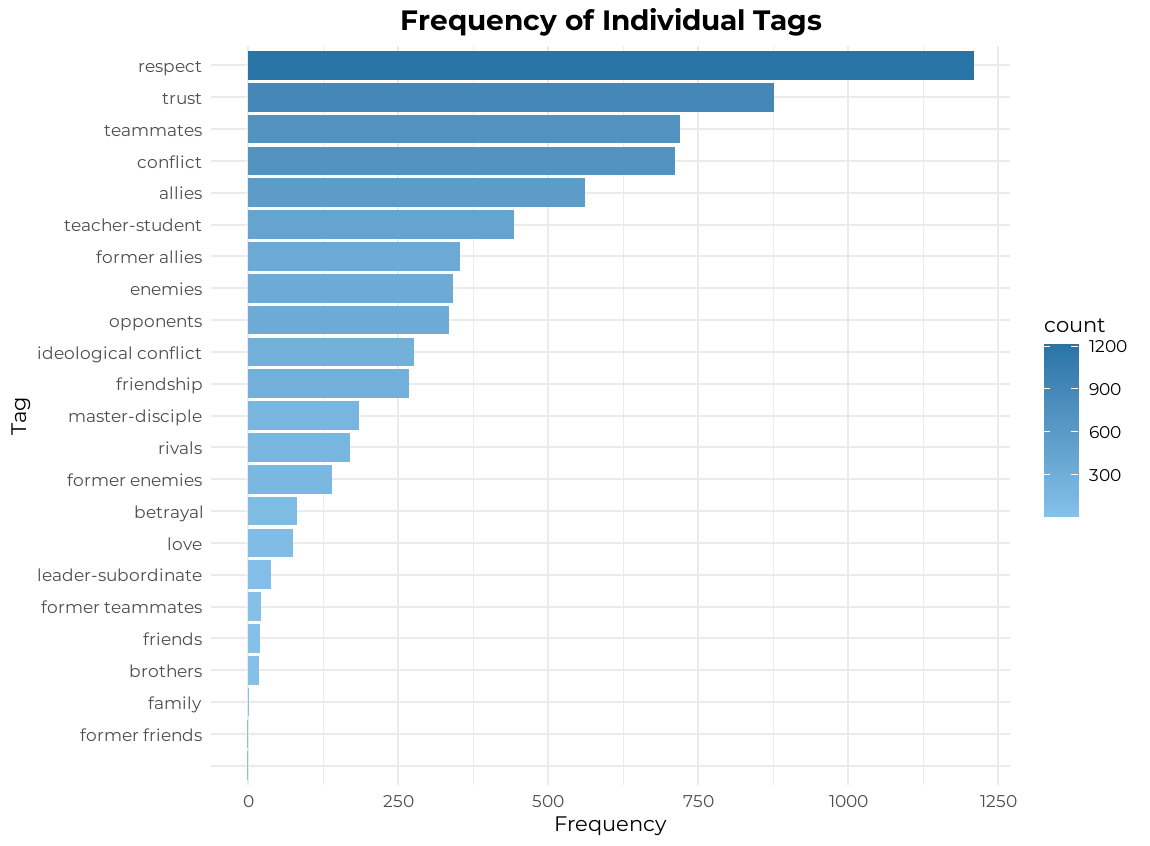 Frequency of Individual Tags
respect
trust
teammates
conflict
allies
teacher-student
former allies
enemies
opponents
ideological conflict
friendship
master-disciple
rivals
former enemies
betrayal
love
leader-subordinate
former teammates
friends
brothers
family
former friends
Tag
0 250 500 750 1000 1250
Frequency
count
1200
900
600
300